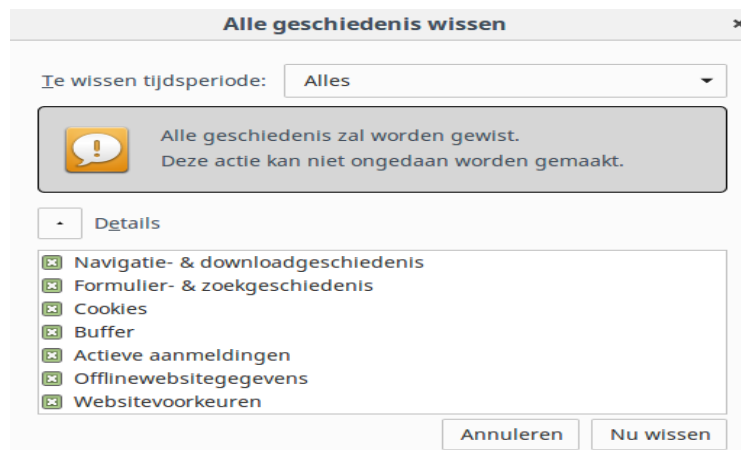 Alle geschiedenis wissen
Te wissen tijdsperiode: Alles
Alle geschiedenis zal worden gewist.
Deze actie kan niet ongedaan worden gemaakt.
Details
Navigatie- & downloadgeschiedenis
Formulier- & zoekgeschiedenis
Cookies
Buffer
Actieve aanmeldingen
Offlinewebsitegegevens
Websitevoorkeuren
Annuleren Nu wissen